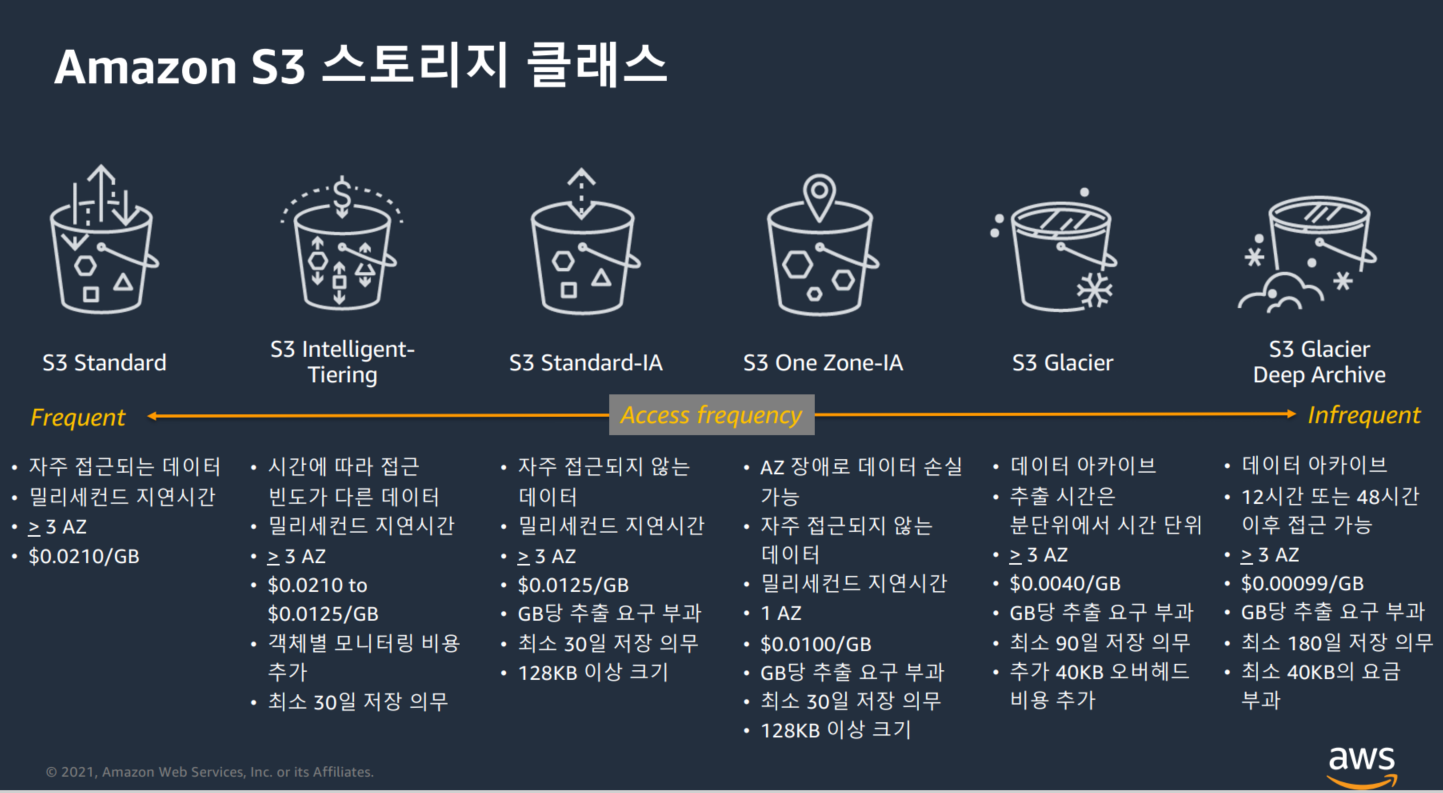 Amazon S3 스토리지 클래스
S3 Standard
S3 Intelligent-
Tiering
S3 Standard-IA
S3 One Zone-IA
S3 Glacier
S3 Glacier
Deep Archive
Frequent
Access frequency
Infrequent
• 자주 접근되는 데이터
• 밀리세컨드 지연시간
• ≥ 3 AZ
• $0.0210/GB
• 시간에 따라 접근
빈도가 다른 데이터
• 밀리세컨드 지연시간
• ≥ 3 AZ
• $0.0210 to
$0.0125/GB
• 객체별 모니터링 비용
추가
• 최소 30일 저장 의무
• 자주 접근되지 않는
데이터
• 밀리세컨드 지연시간
• ≥ 3 AZ
• $0.0125/GB
• GB당 추출 요구 부과
• 최소 30일 저장 의무
• 128KB 이상 크기
• AZ 장애로 데이터 손실
가능
• 자주 접근되지 않는
데이터
• 밀리세컨드 지연시간
• 1 AZ
• $0.0100/GB
• GB당 추출 요구 부과
• 최소 30일 저장 의무
• 128KB 이상 크기
• 데이터 아카이브
• 추출 시간은
분단위에서 시간 단위
• ≥ 3 AZ
• $0.0040/GB
• GB당 추출 요구 부과
• 최소 90일 저장 의무
• 추가 40KB 오버헤드
비용 추가
• 데이터 아카이브
• 12시간 또는 48시간
이후 접근 가능
• ≥ 3 AZ
• $0.00099/GB
• GB당 추출 요구 부과
• 최소 180일 저장 의무
• 최소 40KB의 요금
부과
© 2021, Amazon Web Services, Inc. or its Affiliates.
aws